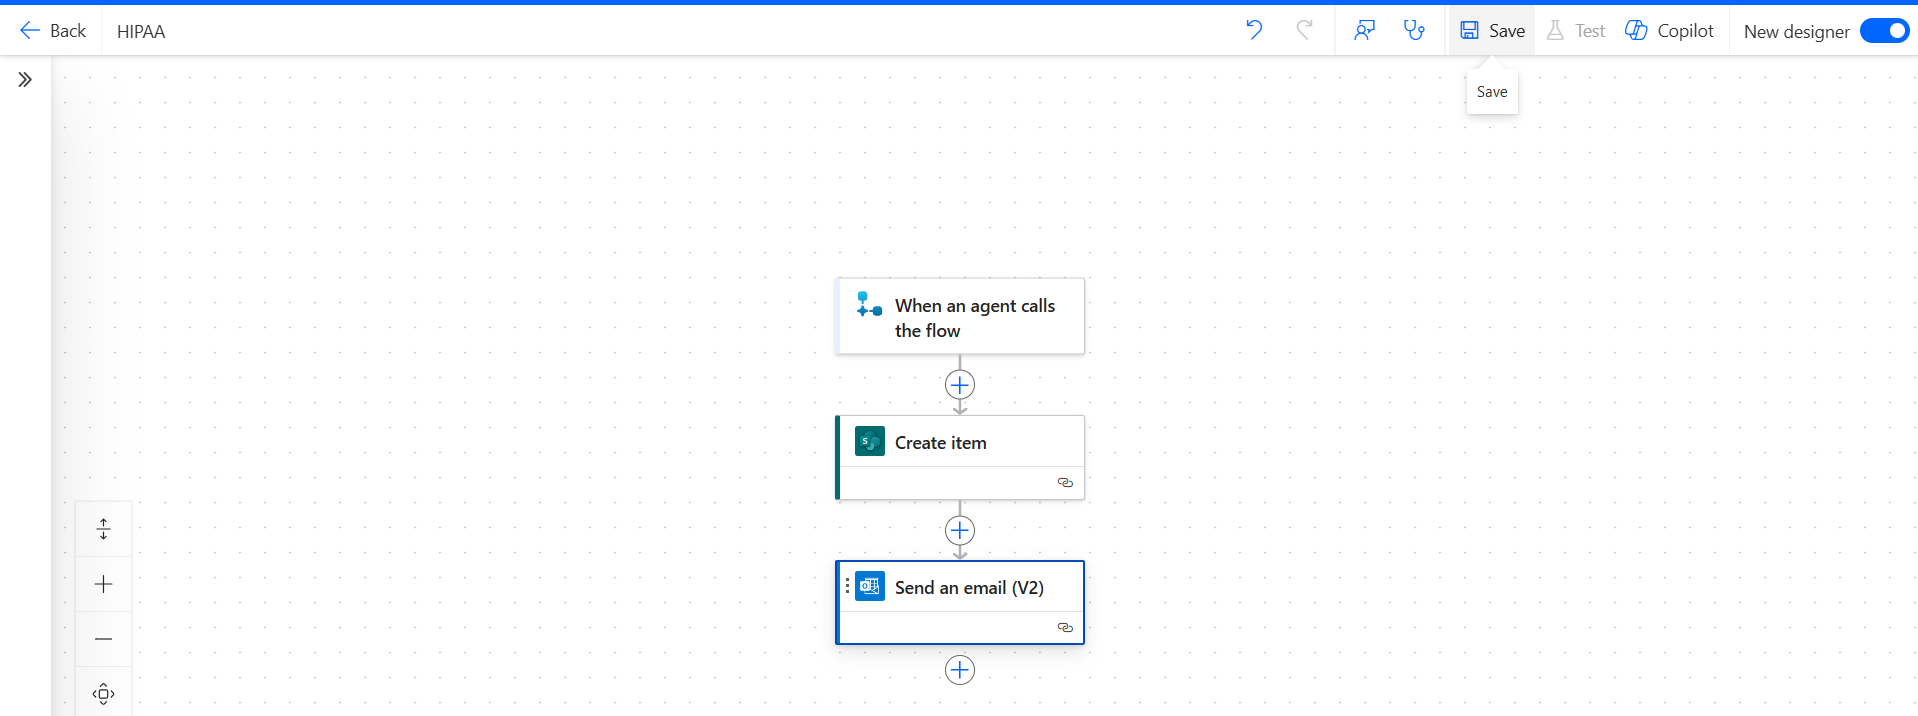 Back
HIPAA
Save
Test
Copilot
New designer
Save
When an agent calls
the flow
Create item
Send an email (V2)